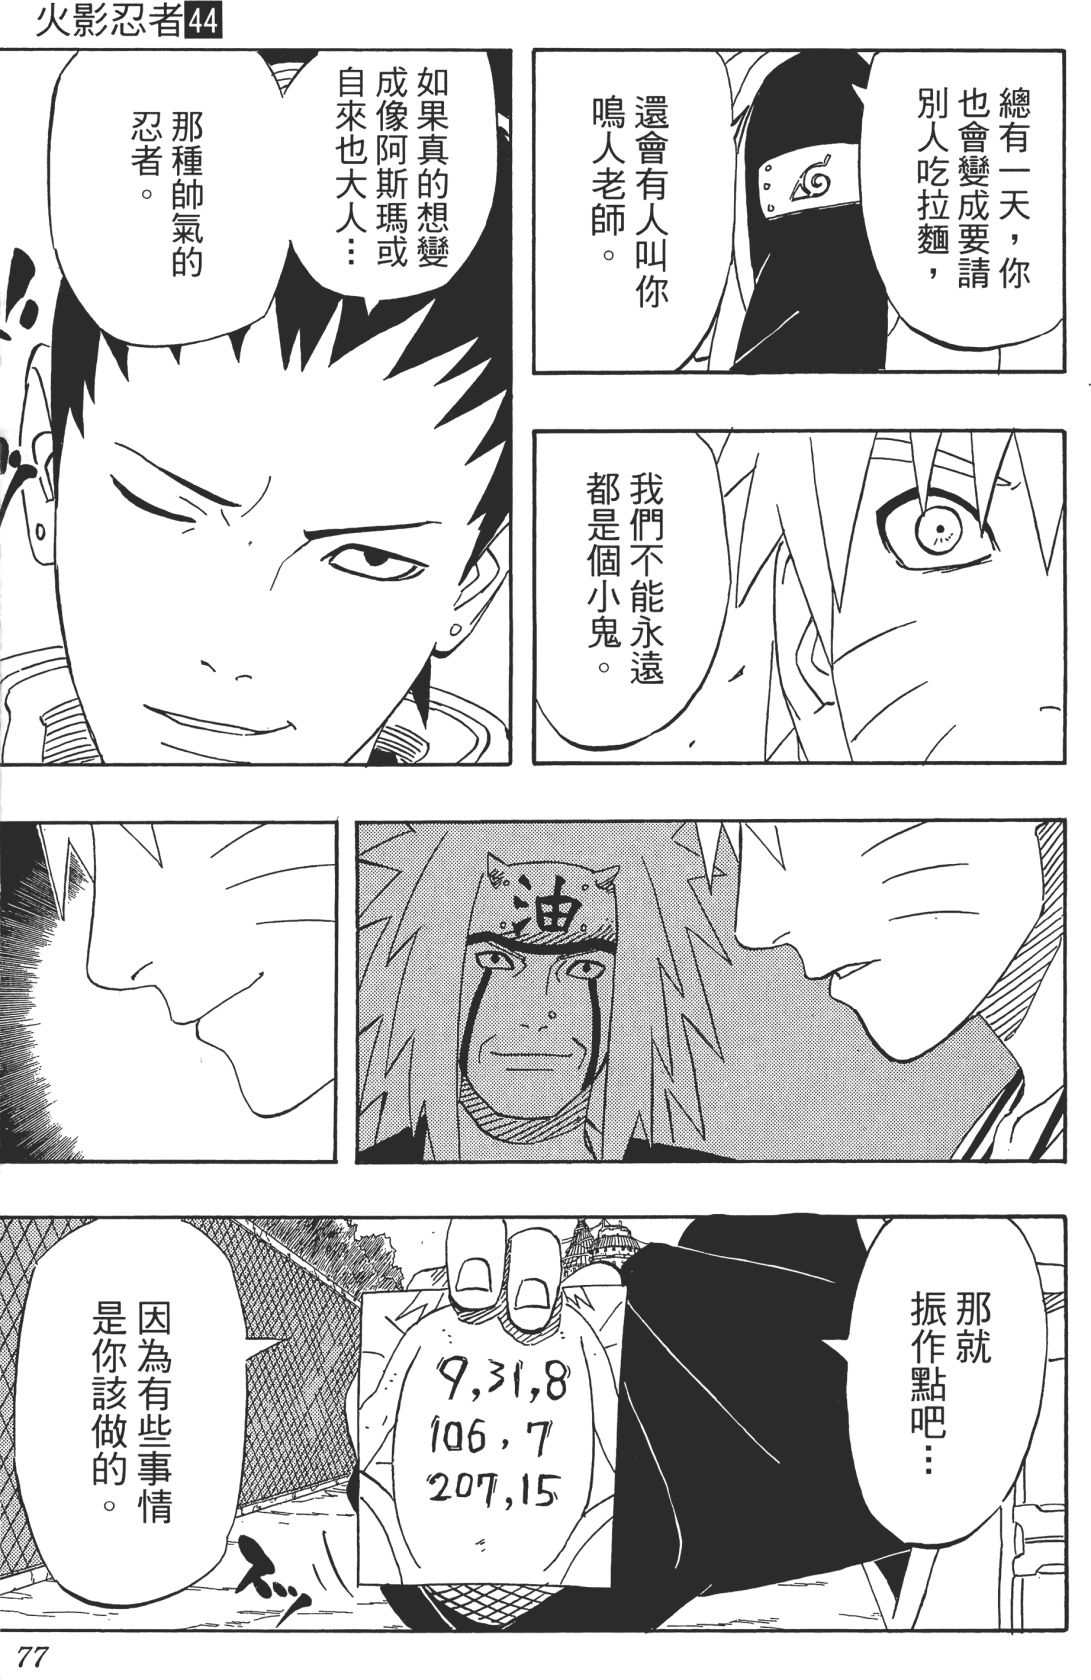 火影忍者44
總有一天，你
也會變成要請
別人吃拉麵，
還會有人叫你
鳴人老師。
我們不能永遠
都是個小鬼。
如果真的想變
成像阿斯瑪或
自來也大人…
那種帥氣的
忍者。
油
那就
振作點吧…
9,31,8
106,7
207,15
スッ
因為有些事情
是你該做的。
77